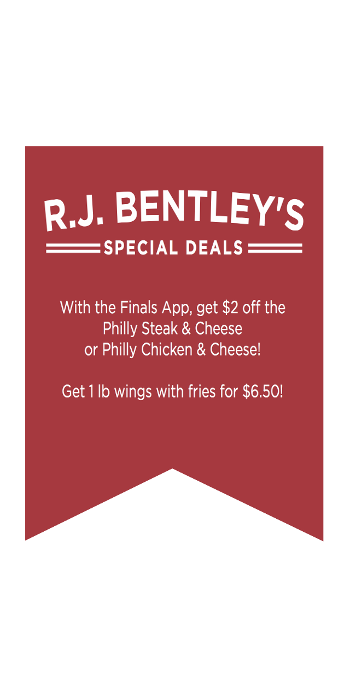 R.J. BENTLEY'S
SPECIAL DEALS
With the Finals App, get $2 off the
Philly Steak & Cheese
or Philly Chicken & Cheese!
Get 1 lb wings with fries for $6.50!